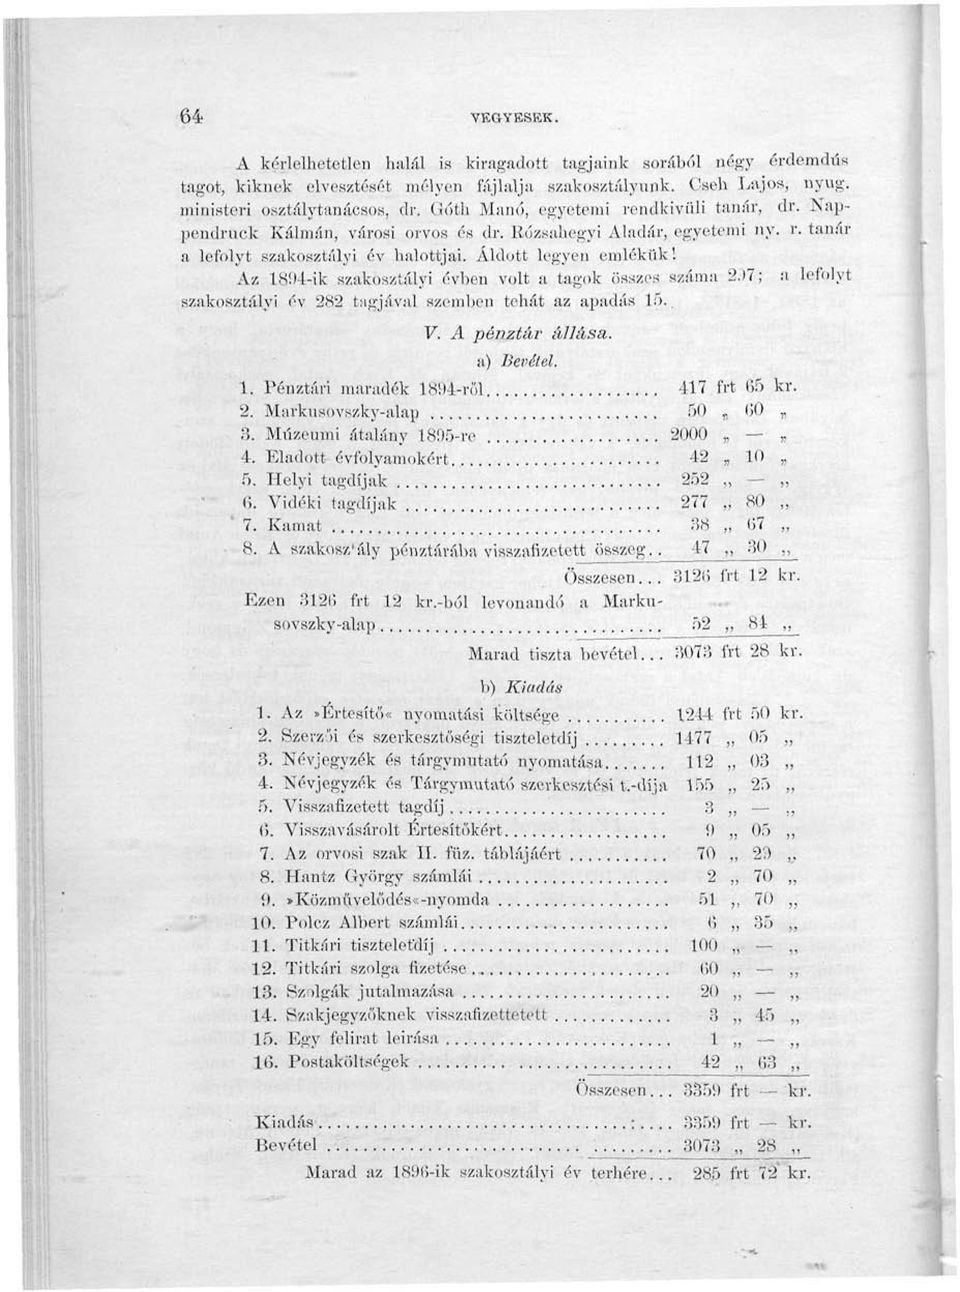 64 VEGYESEK.
A kérlelhetetlen halál is kiragadott tagjaink sorából négy érdemdús
tagot, kiknek elvesztését mélyen fájlalja szakosztályunk. Cseh Lajos, nyug.
ministeri osztálytanácsos, dr. Góth Manó, egyetemi rendkivüli tanár, dr. Nap-
pendruck Kálmán, városi orvos és dr. Rózsahegyi Aladár, egyetemi ny. r. tanár
a lefolyt szakosztályi év halottjai. Áldott legyen emlékük!
Az 1894-ik szakosztályi évben volt a tagok összes száma 297; a lefolyt
szakosztályi év 282 tagjával szemben tehát az apadás 15.
V. A pénztár állása.
a) Bevétel.
1. Pénztári maradék 1894-ről................... 417 frt 65 kr.
2. Markusovszky-alap ......................... 50 „ 60 „
3. Múzeumi átalány 1895-re ................... 2000 „ — „
4. Eladott évfolyamokért....................... 42 „ 10 „
5. Helyi tagdíjak ............................. 252 „ — „
6. Vidéki tagdíjak ............................ 277 „ 80 „
7. Kamat .................................... 38 „ 67 „
8. A szakosz'ály pénztárába visszafizetett összeg.. 47 „ 30 „
Összesen... 3126 frt 12 kr.
Ezen 3126 frt 12 kr.-ból levonandó a Marku-
sovszky-alap............................... 52 „ 84 „
Marad tiszta bevétel... 3073 frt 28 kr.
b) Kiadás
1. Az »Értesítő« nyomatási költsége ........... 1244 frt 50 kr.
2. Szerzői és szerkesztőségi tiszteletdíj ......... 1477 „ 05 „
3. Névjegyzék és tárgymutató nyomatása....... 112 „ 03 „
4. Névjegyzék és Tárgymutató szerkesztési t.-díja 155 „ 25 „
5. Visszafizetett tagdíj........................ 3 „ — „
6. Visszavásárolt Értesítőkért.................. 9 „ 05 „
7. Az orvosi szak II. füz. táblájáért ........... 70 „ 29 „
8. Hantz György számlái..................... 2 „ 70 „
9. »Közművelődés«-nyomda................... 51 „ 70 „
10. Polcz Albert számlái....................... 6 „ 35 „
11. Titkári tiszteletdíj ......................... 100 „ — „
12. Titkári szolga fizetése...................... 60 „ — „
13. Szolgák jutalmazása ....................... 20 „ — „
14. Szakjegyzőknek visszafizettetett ............. 3 „ 45 „
15. Egy felirat leirása ......................... 1 „ — „
16. Postaköltségek ............................ 42 „ 63 „
Összesen... 3359 frt — kr.
Kiadás..................................:.... 3359 frt — kr.
Bevétel ..................................... 3073 „ 28 „
Marad az 1896-ik szakosztályi év terhére... 285 frt 72 kr.